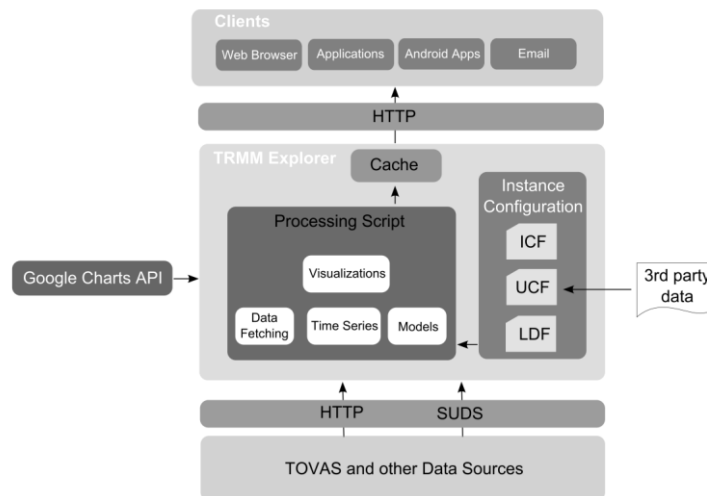 Clients
Web Browser
Applications
Android Apps
Email
HTTP
TRMM Explorer
Cache
Instance
Configuration
Processing Script
ICF
Visualizations
Google Charts API
UCF
3rd party
data
Data
Fetching
Time Series
Models
LDF
HTTP
SUDS
TOVAS and other Data Sources